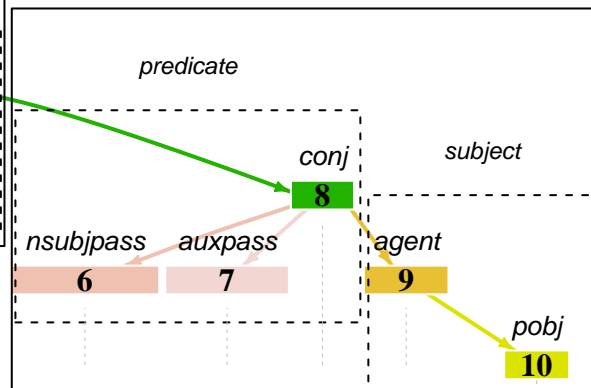 predicate
conj
subject
8
nsubjpass auxpass agent
6 7 9
pobj
10